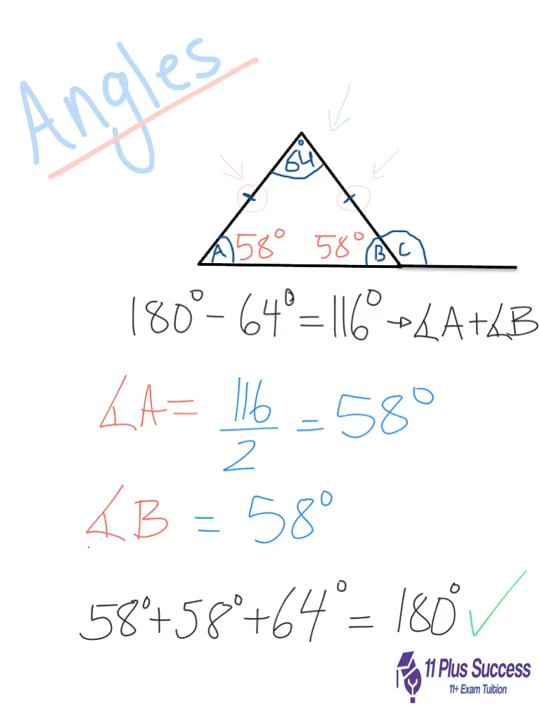 Angles
64°
A 58° 58° B C
180° - 64° = 116° → ∡A + ∡B
∡A = 116/2 = 58°
∡B = 58°
58° + 58° + 64° = 180° ✓
11 Plus Success
11+ Exam Tuition